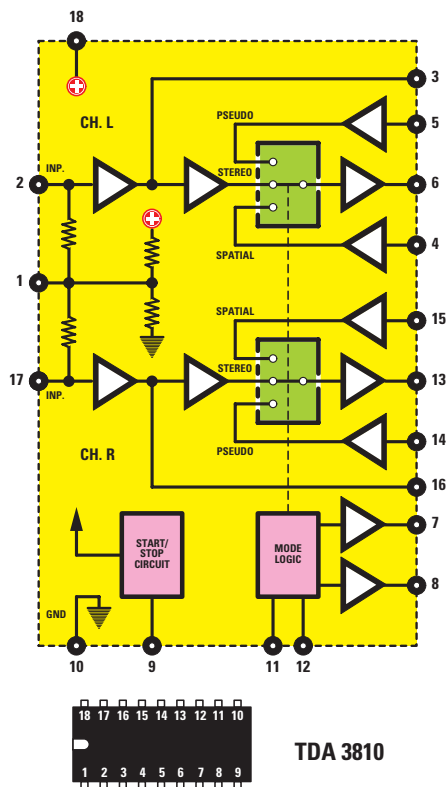 18
3
CH. L
PSEUDO
5
2
INP.
STEREO
6
4
SPATIAL
1
SPATIAL
15
17
INP.
STEREO
13
14
PSEUDO
CH. R
16
7
START/
STOP
CIRCUIT
MODE
LOGIC
8
GND
10
9
11
12
18 17 16 15 14 13 12 11 10
1 2 3 4 5 6 7 8 9
TDA 3810